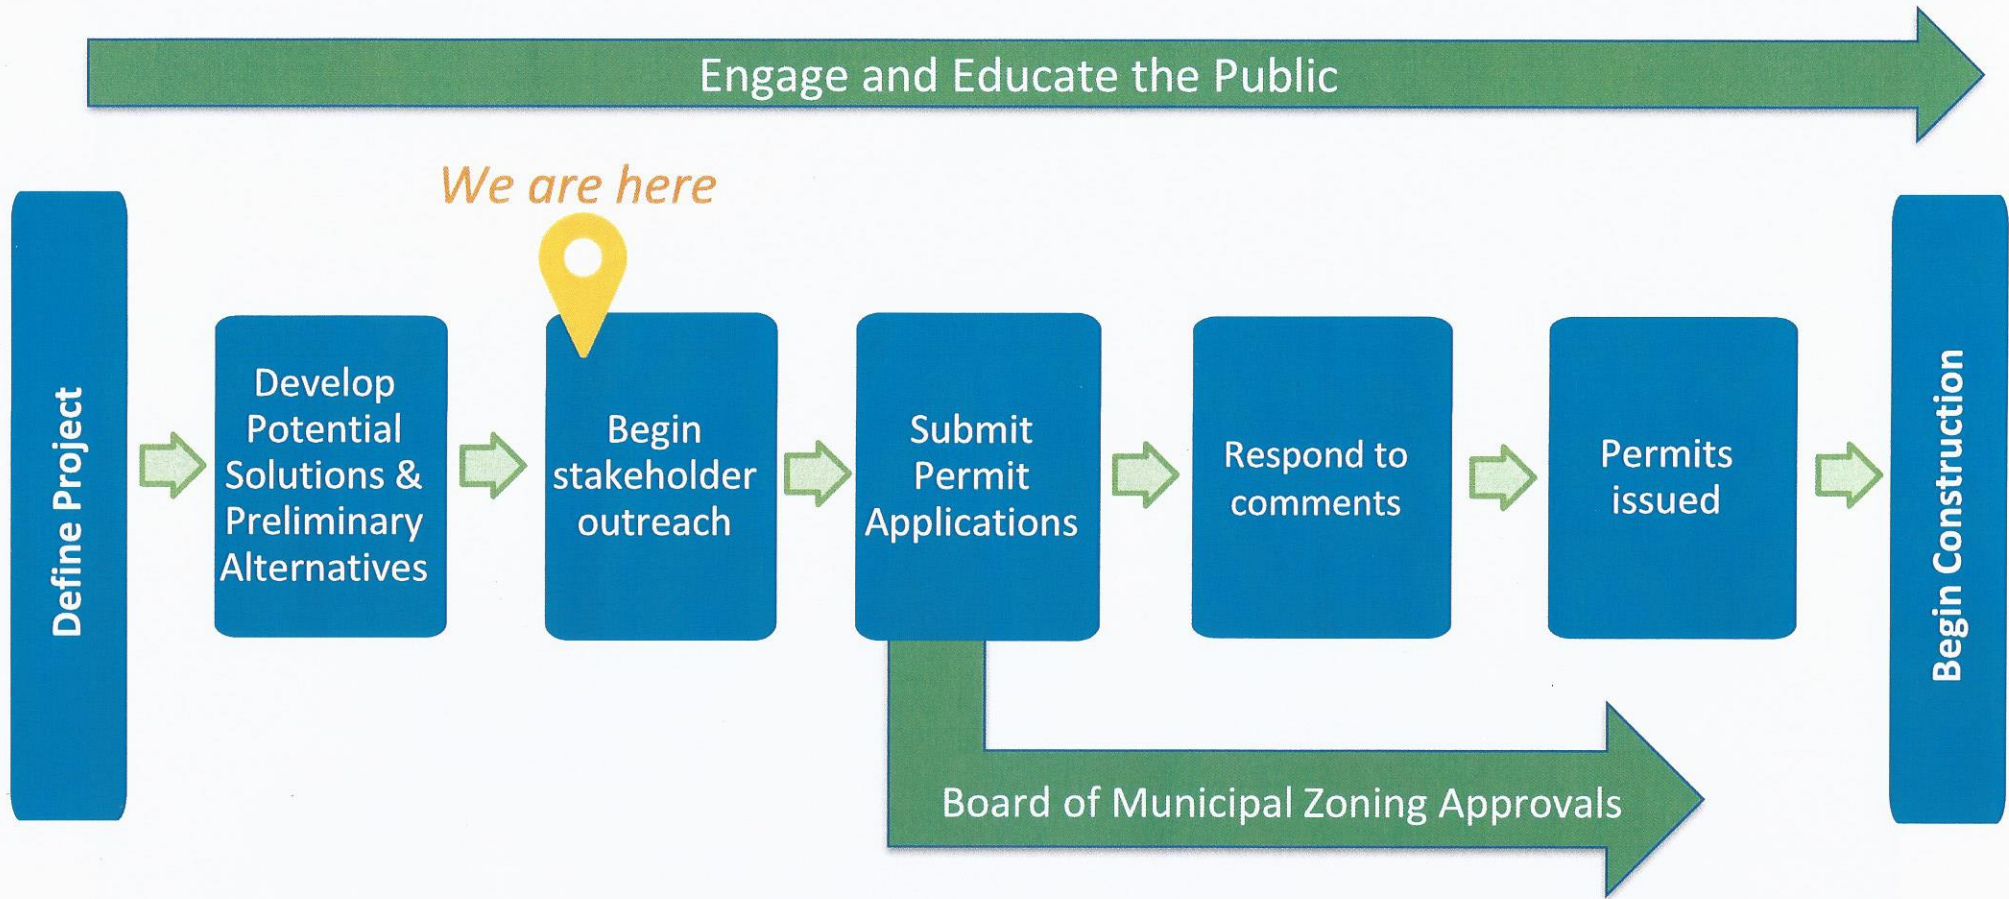 Engage and Educate the Public
We are here
Define Project
Develop
Potential
Solutions &
Preliminary
Alternatives
Begin
stakeholder
outreach
Submit
Permit
Applications
Respond to
comments
Permits
issued
Begin Construction
Board of Municipal Zoning Approvals